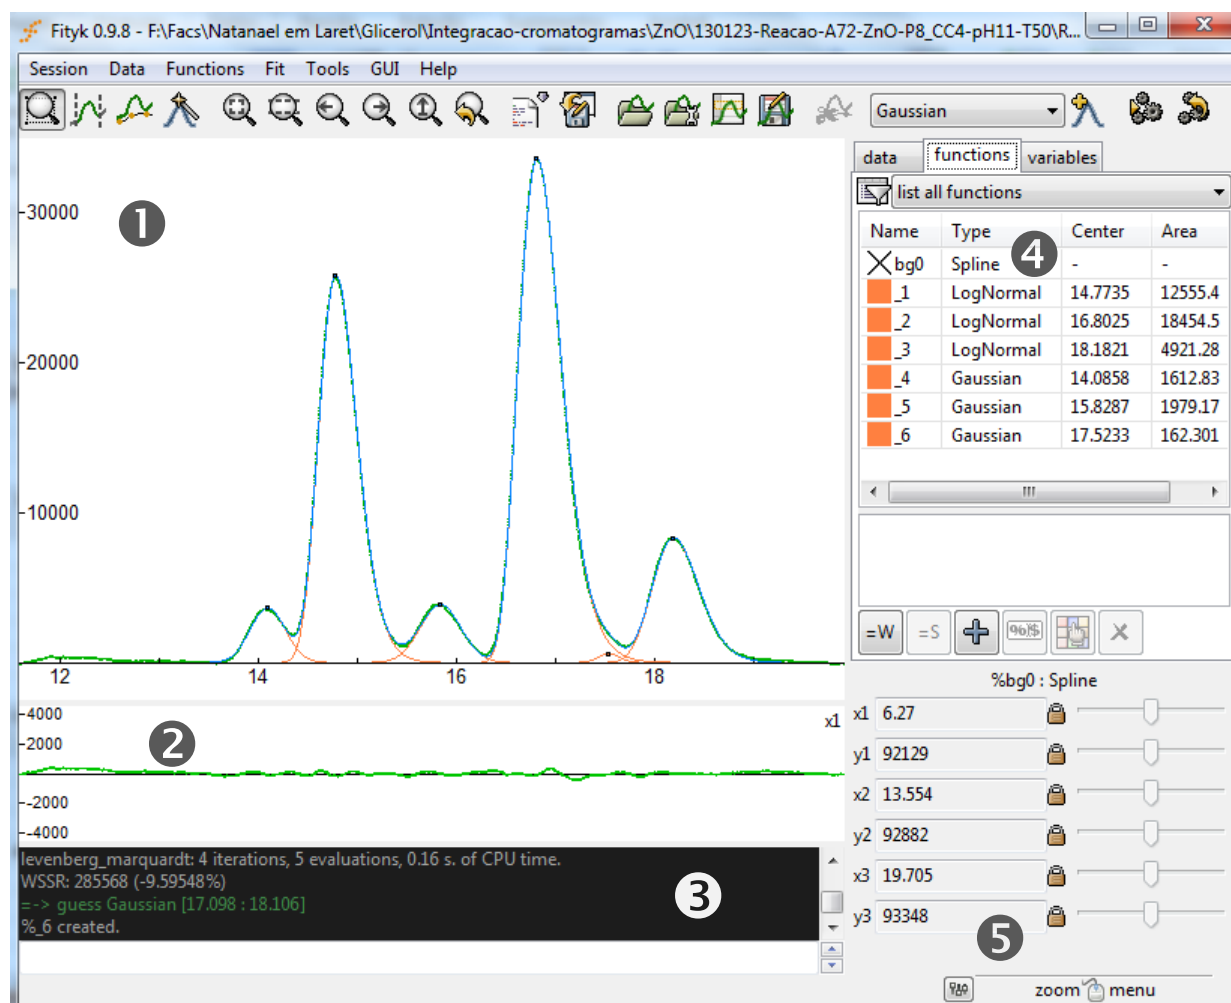 Fityk 0.9.8 - F:\Facs\Natanael em Laret\Glicerol\Integracao-cromatogramas\ZnO\130123-Reacao-A72-ZnO-P8_CC4-pH11-T50\R...
Session Data Functions Fit Tools GUI Help
Gaussian
data functions variables
list all functions
Name Type Center Area
bg0 Spline - -
_1 LogNormal 14.7735 12555.4
_2 LogNormal 16.8025 18454.5
_3 LogNormal 18.1821 4921.28
_4 Gaussian 14.0858 1612.83
_5 Gaussian 15.8287 1979.17
_6 Gaussian 17.5233 162.301
4
=W =S %)$ x
1
30000
20000
10000
12 14 16 18
4000
2000
-2000
-4000
x1
2
levenberg_marquardt: 4 iterations, 5 evaluations, 0.16 s. of CPU time.
WSSR: 285568 (-9.59548%)
=-> guess Gaussian [17.098 : 18.106]
%_6 created.
3
%bg0 : Spline
x1 6.27
y1 92129
x2 13.554
y2 92882
x3 19.705
y3 93348
5
zoom menu